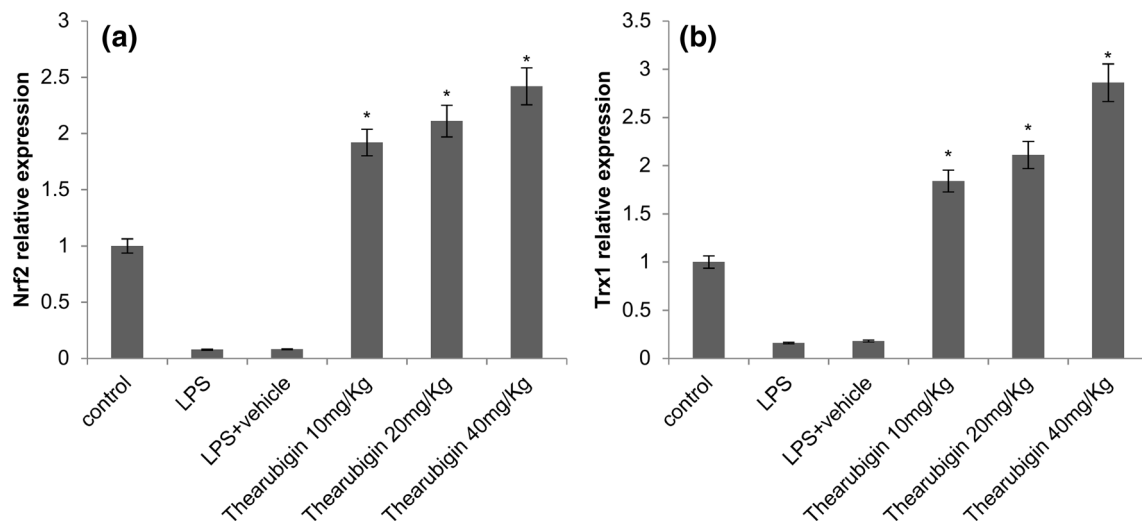 (a)
Nrf2 relative expression
3
2.5
2
1.5
1
0.5
0
*
*
*
control
LPS
LPS+vehicle
Thearubigin 10mg/Kg
Thearubigin 20mg/Kg
Thearubigin 40mg/Kg
(b)
Trx1 relative expression
3.5
3
2.5
2
1.5
1
0.5
0
*
*
*
control
LPS
LPS+vehicle
Thearubigin 10mg/Kg
Thearubigin 20mg/Kg
Thearubigin 40mg/Kg